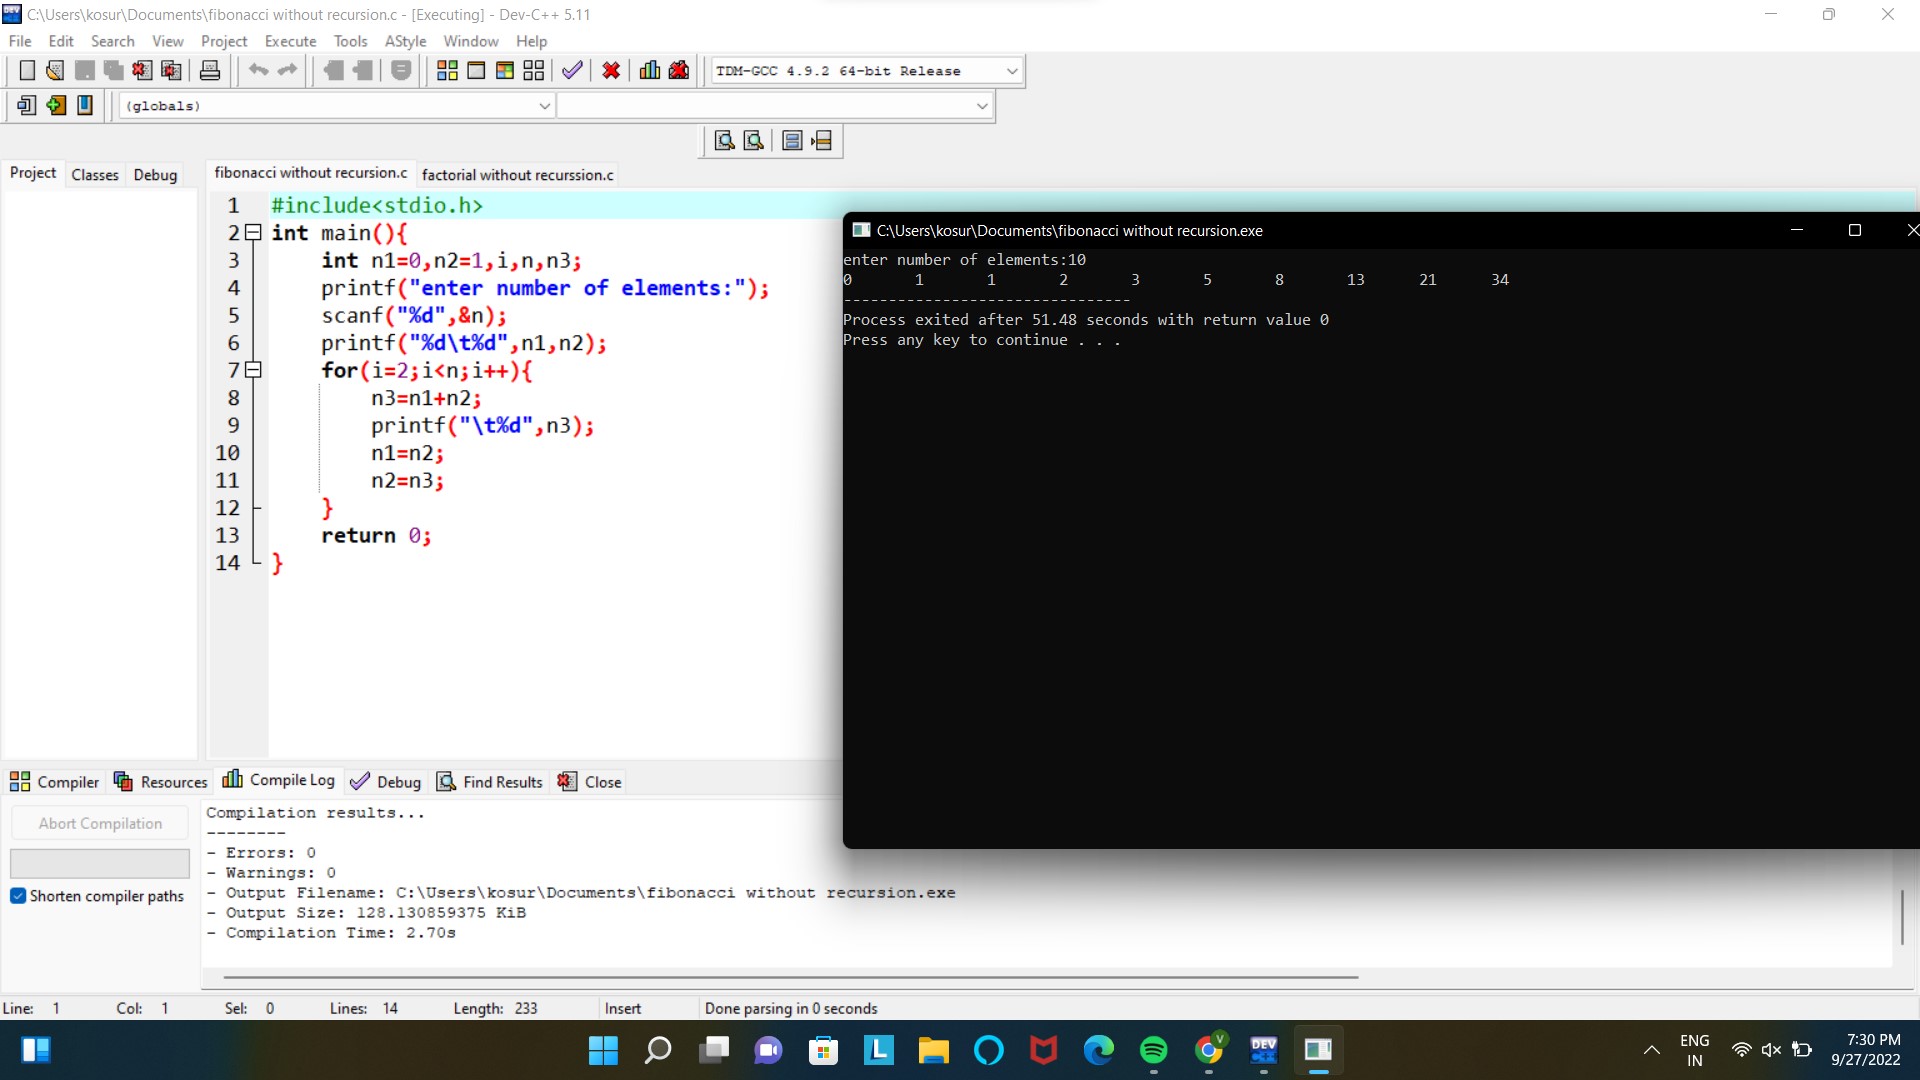 C:\Users\kosur\Documents\fibonacci without recursion.c - [Executing] - Dev-C++ 5.11
File Edit Search View Project Execute Tools AStyle Window Help
TDM-GCC 4.9.2 64-bit Release
(globals)
Project Classes Debug
fibonacci without recursion.c factorial without recurssion.c
1 #include<stdio.h>
2 int main(){
3 int n1=0,n2=1,i,n,n3;
4 printf("enter number of elements:");
5 scanf("%d",&n);
6 printf("%d\t%d",n1,n2);
7 for(i=2;i<n;i++){
8 n3=n1+n2;
9 printf("\t%d",n3);
10 n1=n2;
11 n2=n3;
12 }
13 return 0;
14 }
C:\Users\kosur\Documents\fibonacci without recursion.exe
enter number of elements:10
0 1 1 2 3 5 8 13 21 34
--------------------------------
Process exited after 51.48 seconds with return value 0
Press any key to continue . . .
Compiler Resources Compile Log Debug Find Results Close
Abort Compilation
Shorten compiler paths
Compilation results...
--------
- Errors: 0
- Warnings: 0
- Output Filename: C:\Users\kosur\Documents\fibonacci without recursion.exe
- Output Size: 128.130859375 KiB
- Compilation Time: 2.70s
Line: 1 Col: 1 Sel: 0 Lines: 14 Length: 233 Insert Done parsing in 0 seconds
L
V
DEV
ENG
IN
7:30 PM
9/27/2022